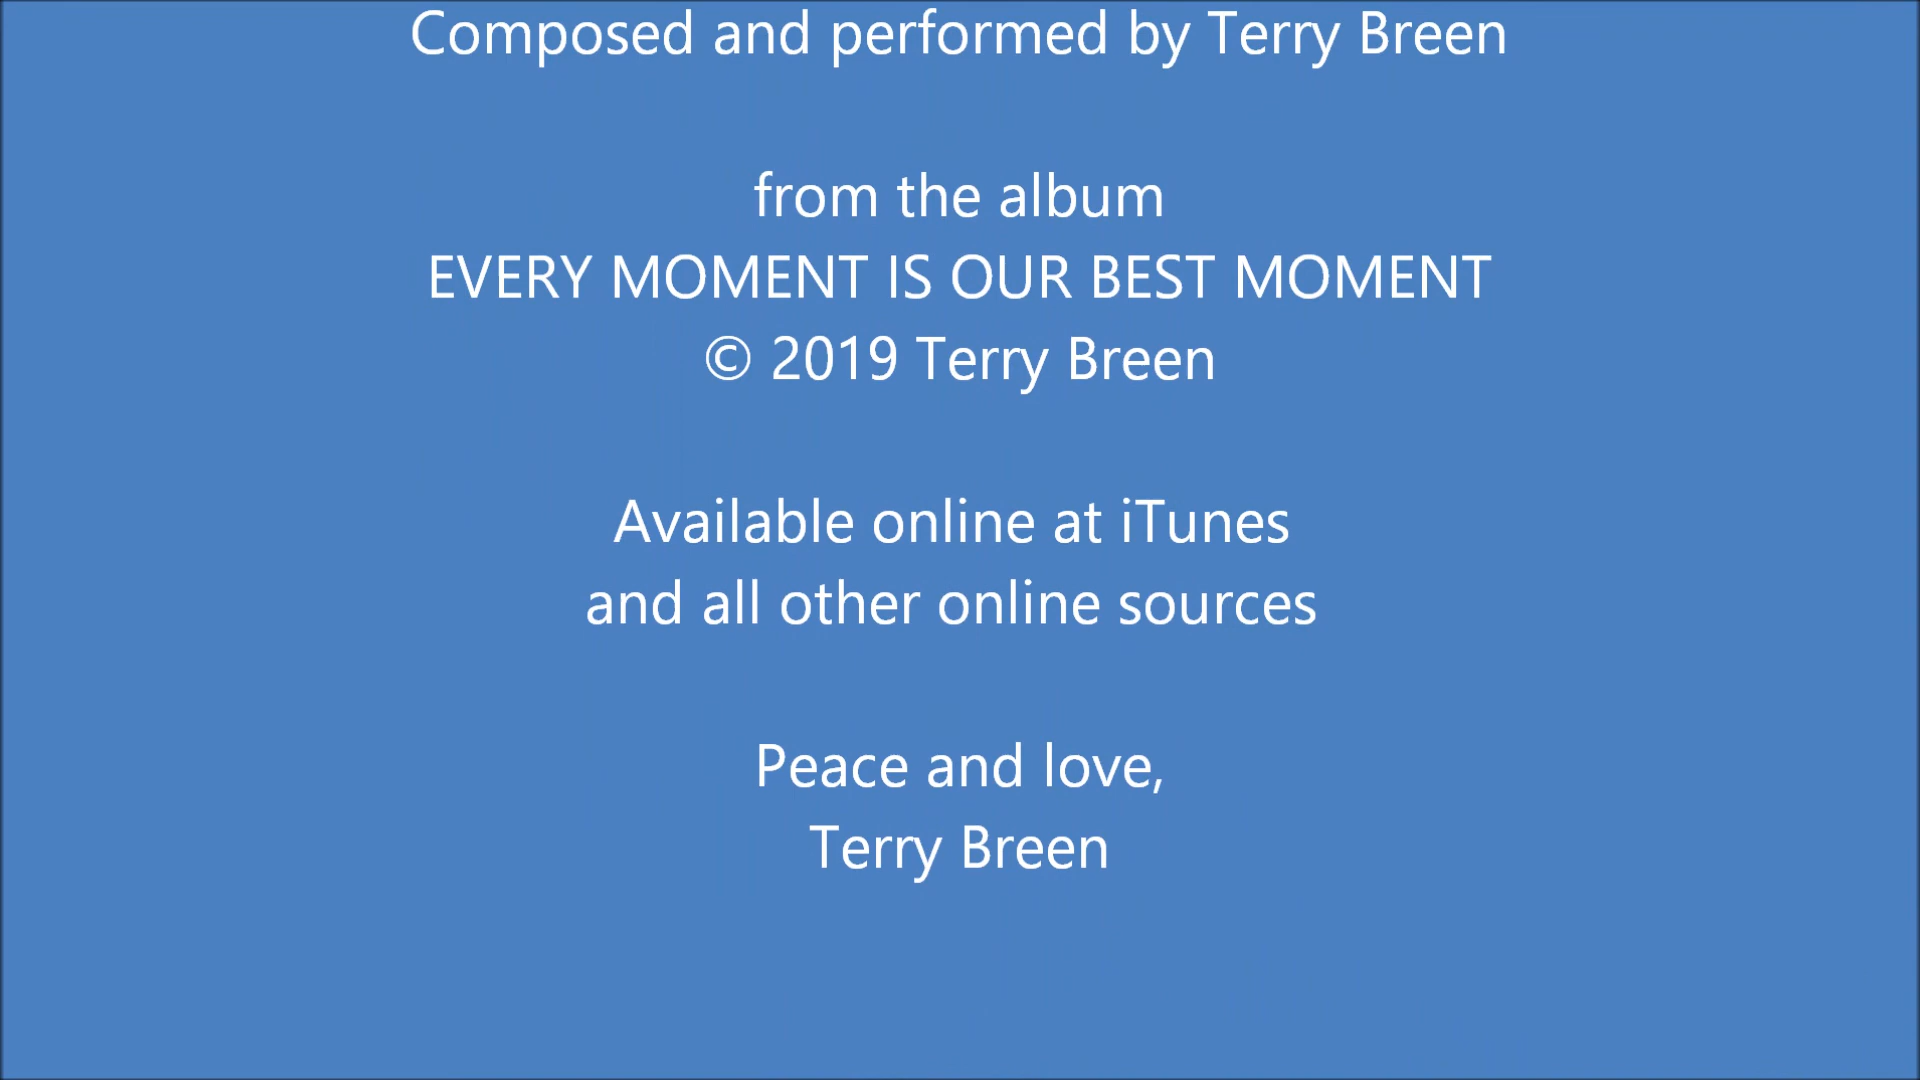 Composed and performed by Terry Breen
from the album
EVERY MOMENT IS OUR BEST MOMENT
© 2019 Terry Breen
Available online at iTunes
and all other online sources
Peace and love,
Terry Breen